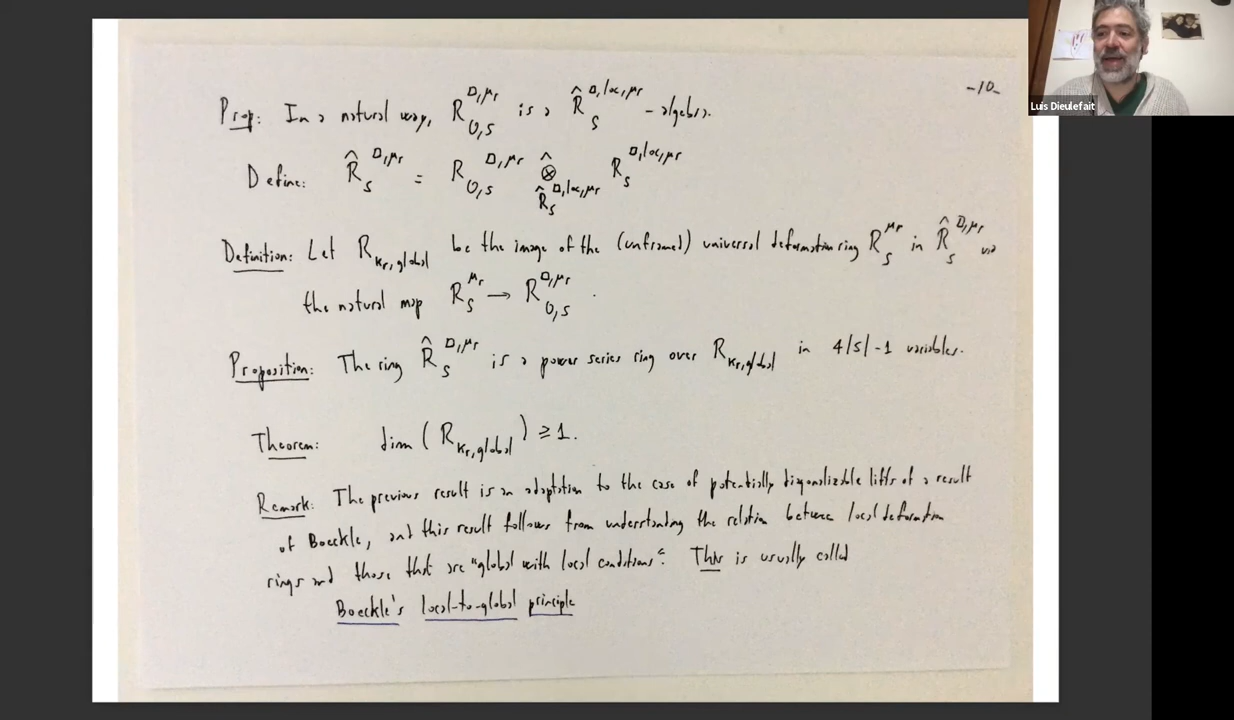 -10-
Luis Dieulefait
Prop: In a natural way, R_{0,S}^{□,μr} is a R̂_S^{□,loc,μr} -algebra.
Define: R̂_S^{□,μr} = R_{0,S}^{□,μr} ⊗̂_{R̂_S^{□,loc,μr}} R_S^{□,loc,μr}
Definition: Let R_{Kr,global} be the image of the (unframed) universal deformation ring R_S^{μr} in R̂_S^{□,μr} via
the natural map R_S^{μr} → R_{0,S}^{□,μr} .
Proposition: The ring R̂_S^{□,μr} is a power series ring over R_{Kr,global} in 4|S|-1 variables.
Theorem: dim ( R_{Kr,global} ) ≥ 1.
Remark: The previous result is an adaptation to the case of potentially diagonalizable lifts of a result
of Boeckle, and this result follows from understanding the relation between local deformation
rings and those that are "global with local conditions". This is usually called
Boeckle's local-to-global principle